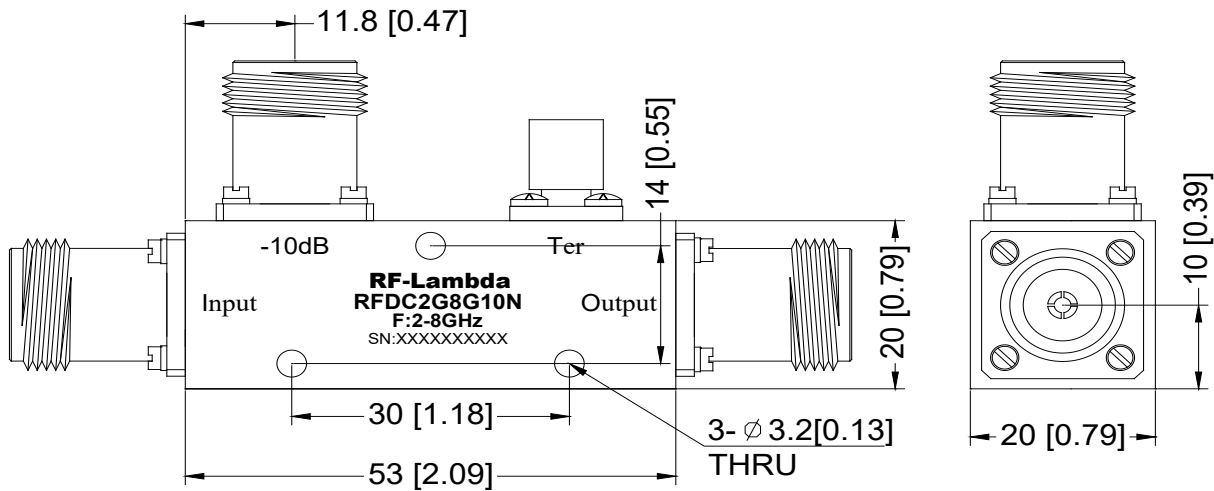 11.8 [0.47]
14 [0.55]
-10dB
Ter
RF-Lambda
Input
RFDC2G8G10N
Output
F:2-8GHz
SN:XXXXXXXXXX
20 [0.79]
10 [0.39]
30 [1.18]
3- ⌀ 3.2[0.13]
THRU
53 [2.09]
20 [0.79]